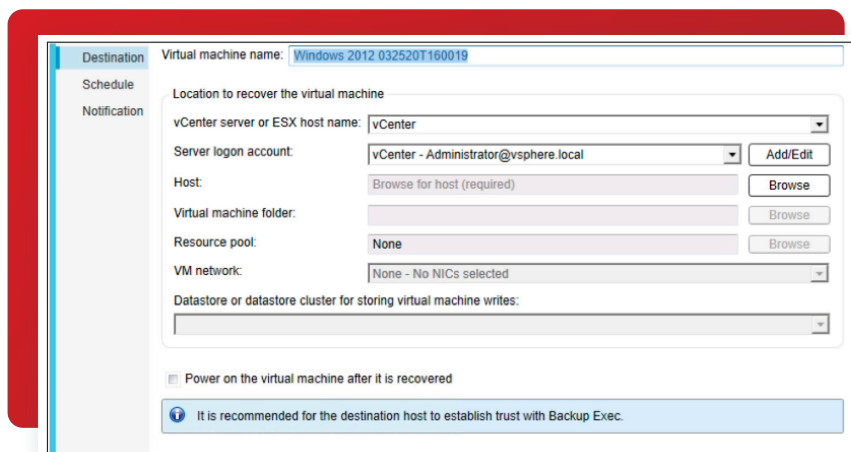 Destination
Schedule
Notification
Virtual machine name: Windows 2012 032520T160019
Location to recover the virtual machine
vCenter server or ESX host name: vCenter
Server logon account: vCenter - Administrator@vsphere.local Add/Edit
Host: Browse for host (required) Browse
Virtual machine folder: Browse
Resource pool: None Browse
VM network: None - No NICs selected
Datastore or datastore cluster for storing virtual machine writes:
Power on the virtual machine after it is recovered
It is recommended for the destination host to establish trust with Backup Exec.